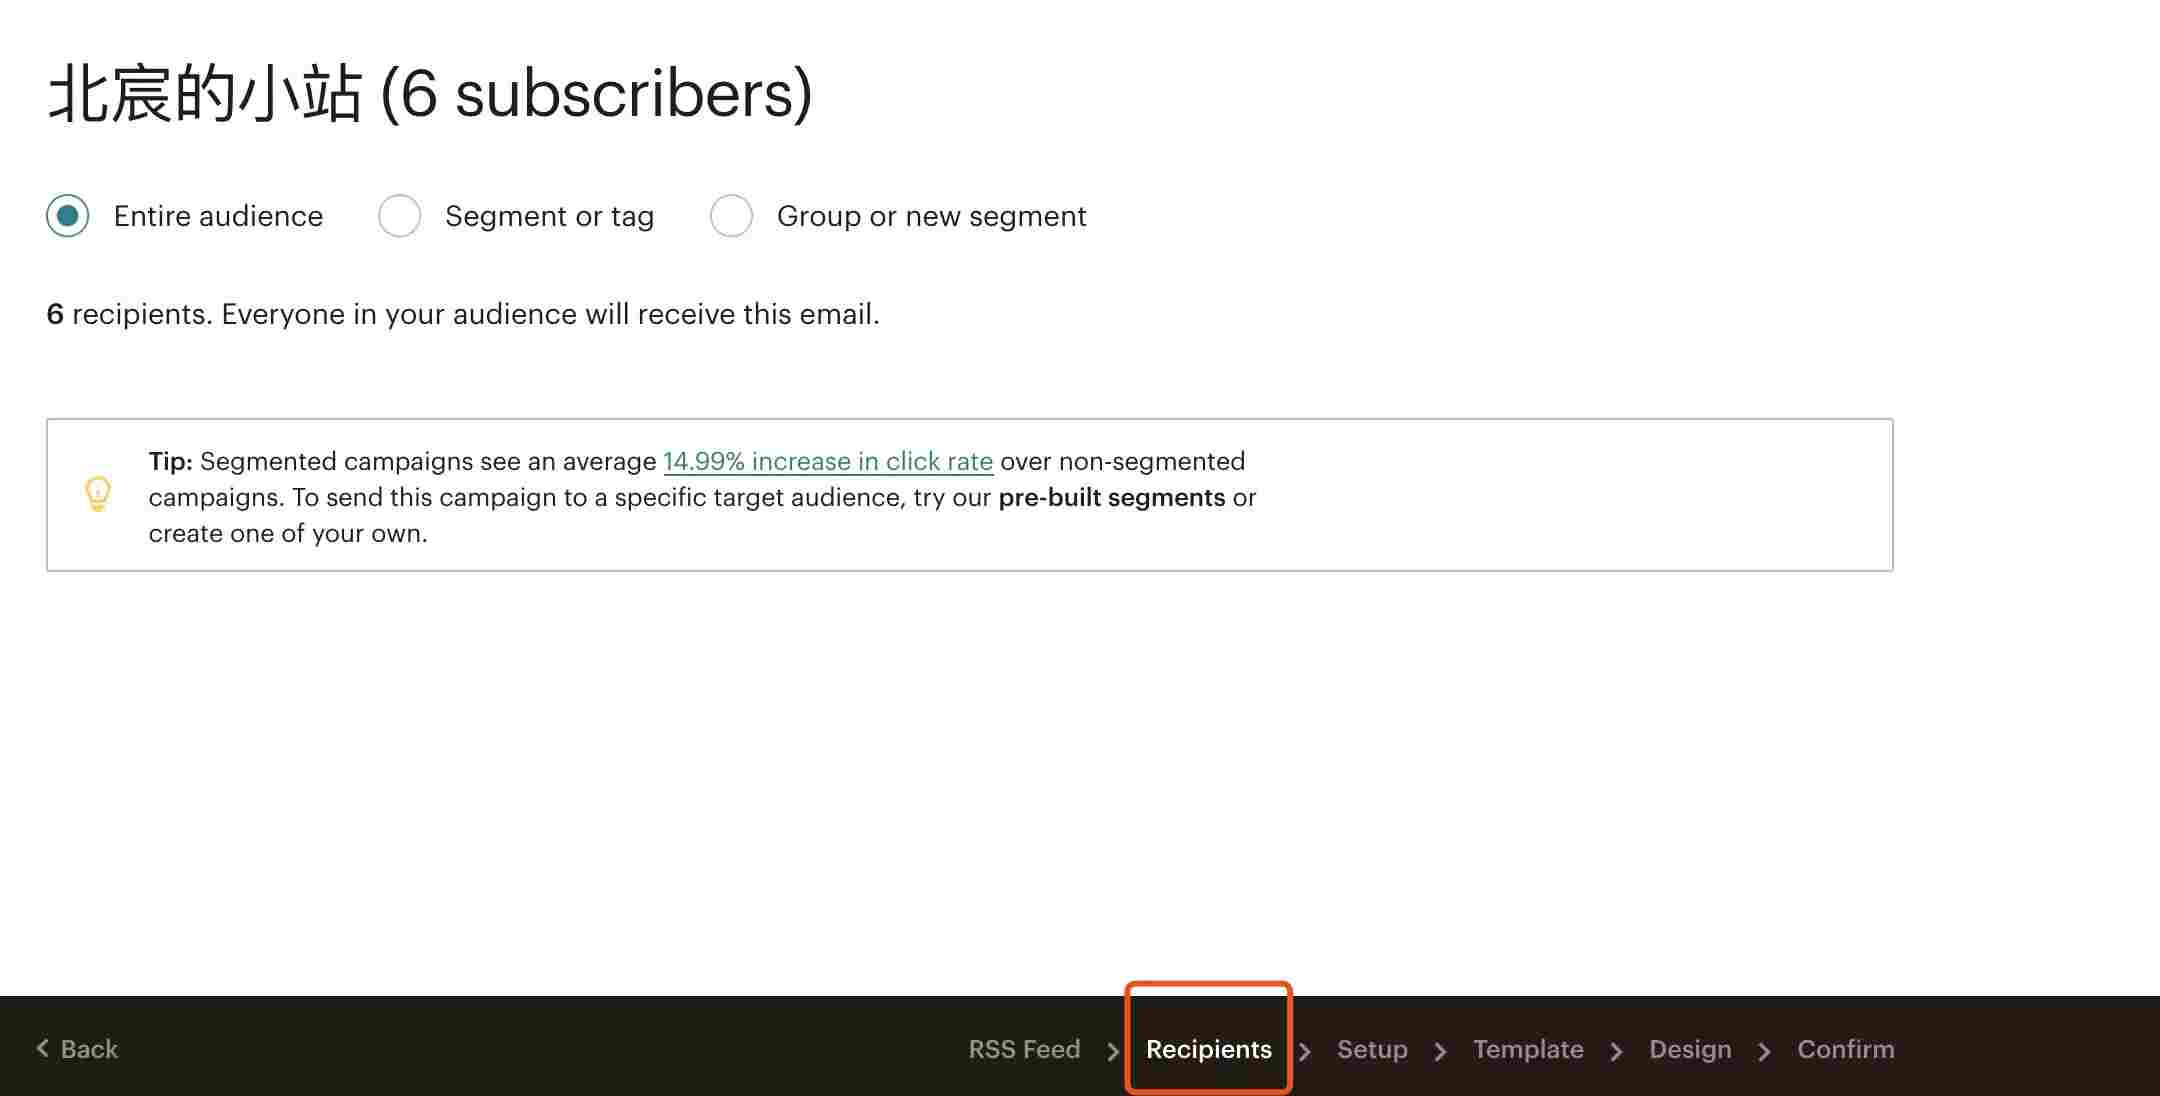 北宸的小站 (6 subscribers)
Entire audience Segment or tag Group or new segment
6 recipients. Everyone in your audience will receive this email.
Tip: Segmented campaigns see an average 14.99% increase in click rate over non-segmented
campaigns. To send this campaign to a specific target audience, try our pre-built segments or
create one of your own.
Back RSS Feed Recipients Setup Template Design Confirm